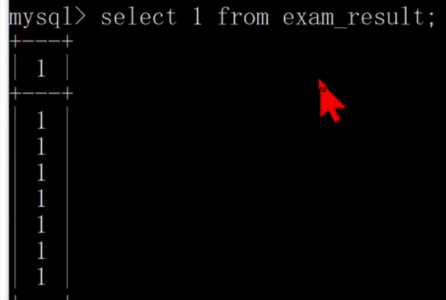 mysql> select 1 from exam_result;
+----+
| 1 |
+----+
| 1 |
| 1 |
| 1 |
| 1 |
| 1 |
| 1 |
| 1 |
+----+